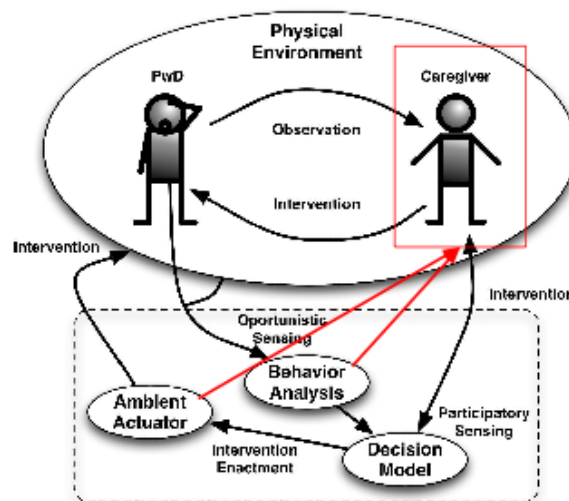 Physical
Environment
PwD
Caregiver
Observation
Intervention
Intervention
Intervention
Oportunistic
Sensing
Behavior
Analysis
Ambient
Actuator
Participatory
Sensing
Intervention
Enactment
Decision
Model